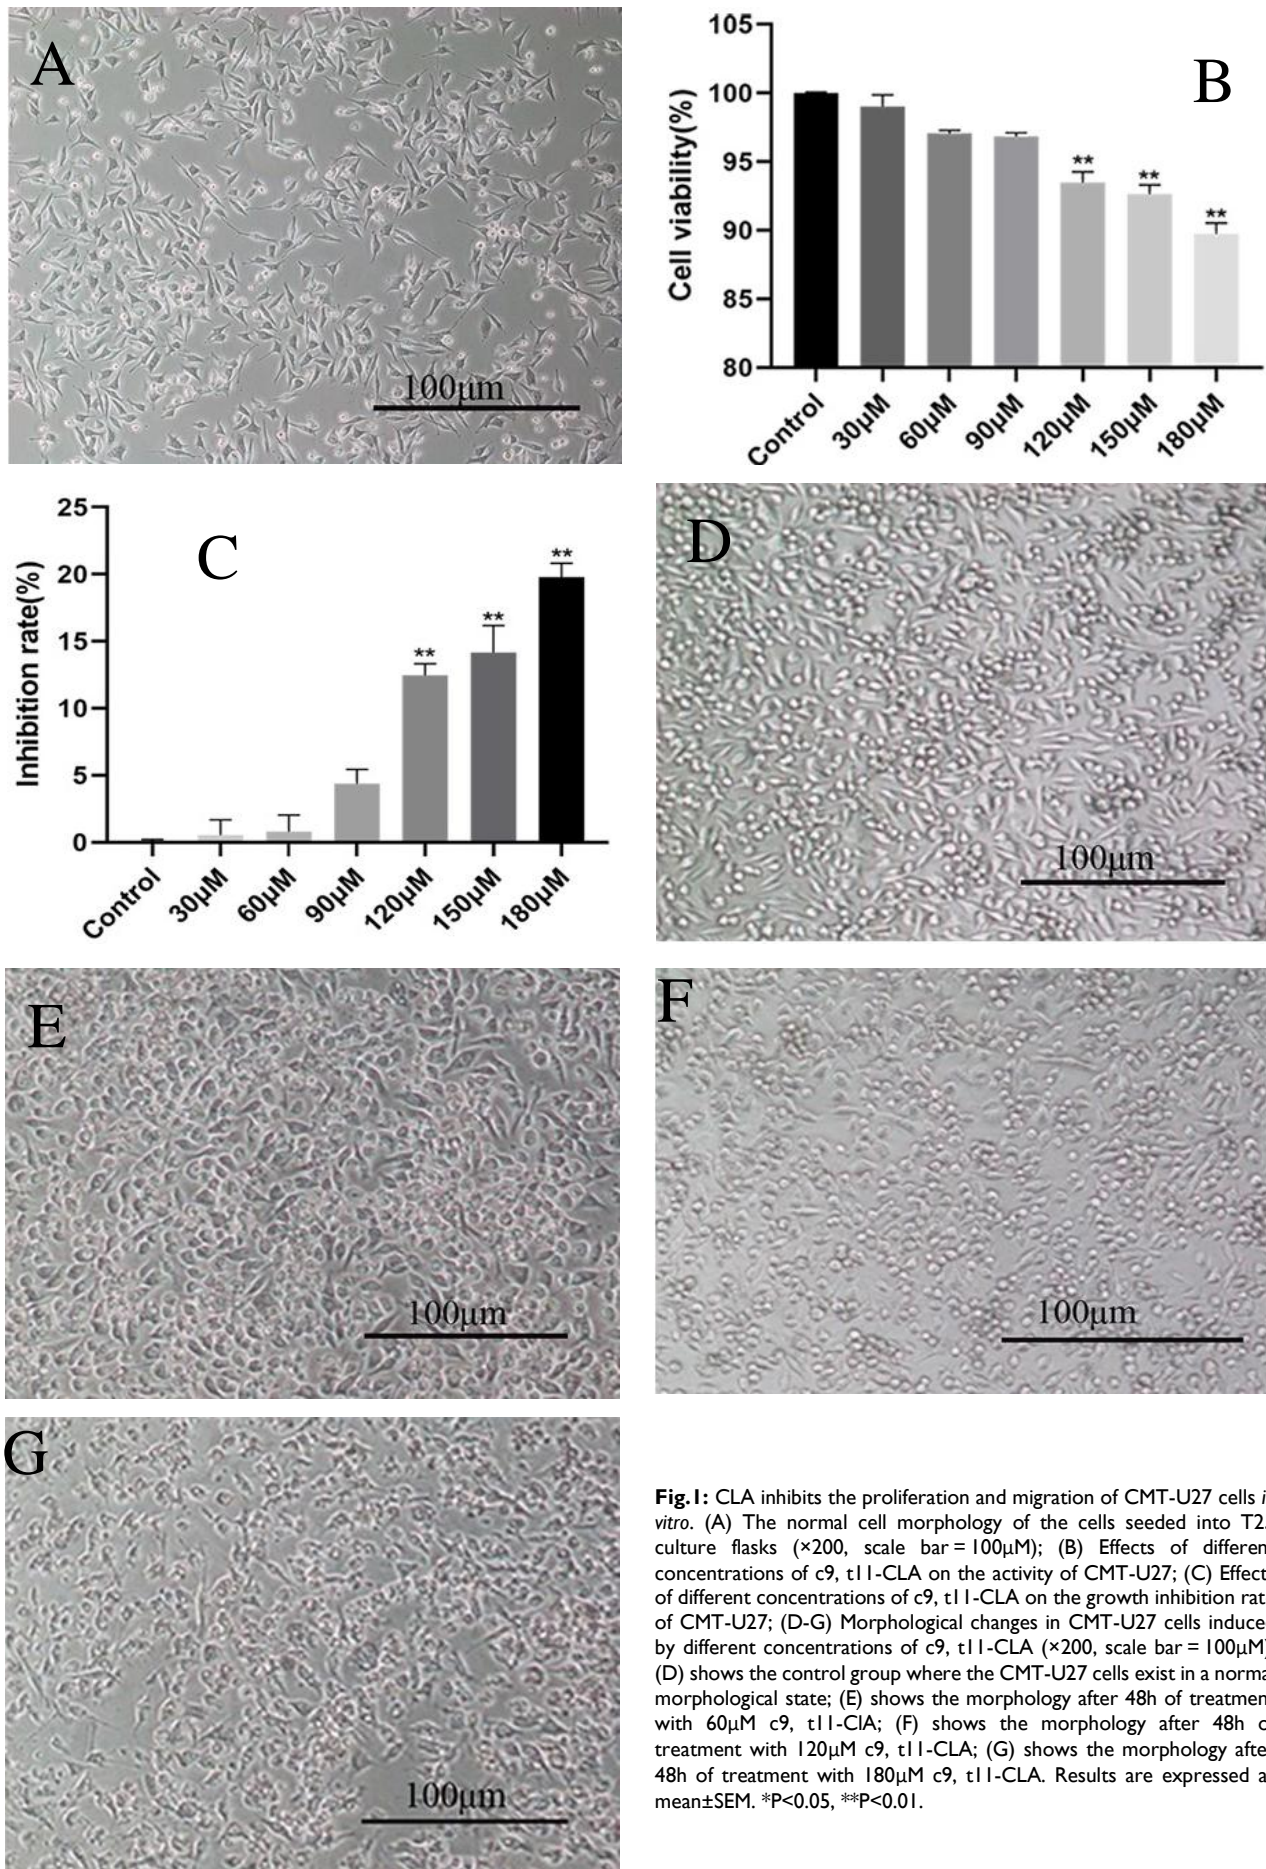 A
100μm
B
Cell viability(%)
105
100
95
90
85
80
** ** **
Control 30μM 60μM 90μM 120μM 150μM 180μM
C
Inhibition rate(%)
25
20
15
10
5
0
** ** **
Control 30μM 60μM 90μM 120μM 150μM 180μM
D
100μm
E
100μm
F
100μm
G
100μm
Fig.1: CLA inhibits the proliferation and migration of CMT-U27 cells i
vitro. (A) The normal cell morphology of the cells seeded into T2
culture flasks (×200, scale bar = 100μM); (B) Effects of differen
concentrations of c9, t11-CLA on the activity of CMT-U27; (C) Effect
of different concentrations of c9, t11-CLA on the growth inhibition rat
of CMT-U27; (D-G) Morphological changes in CMT-U27 cells induce
by different concentrations of c9, t11-CLA (×200, scale bar = 100μM)
(D) shows the control group where the CMT-U27 cells exist in a norma
morphological state; (E) shows the morphology after 48h of treatmen
with 60μM c9, t11-ClA; (F) shows the morphology after 48h o
treatment with 120μM c9, t11-CLA; (G) shows the morphology afte
48h of treatment with 180μM c9, t11-CLA. Results are expressed a
mean±SEM. *P<0.05, **P<0.01.